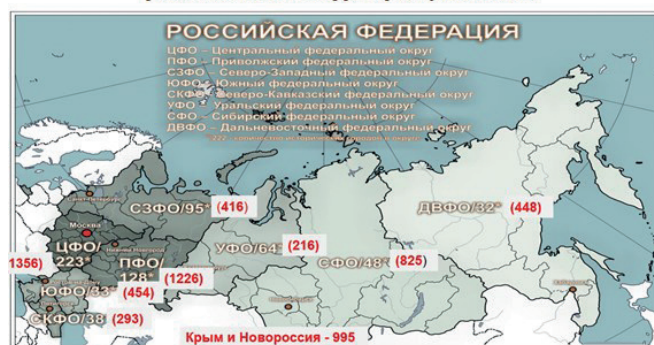 РОССИЙСКАЯ ФЕДЕРАЦИЯ
ЦФО – Центральный федеральный округ
ПФО – Приволжский федеральный округ
СЗФО – Северо-Западный федеральный округ
ЮФО – Южный федеральный округ
СКФО – Северо-Кавказский федеральный округ
УФО – Уральский федеральный округ
СФО – Сибирский федеральный округ
ДВФО – Дальневосточный федеральный округ
СЗФО/95* (416)
ДВФО/32* (448)
Москва
Нижний Новгород
ЦФО/
223*
1356)
УФО/64* (216)
СФО/48* (825)
ПФО/
128* (1226)
ЮФО/33* (454)
СКФО/38 (293)
Крым и Новороссия - 995